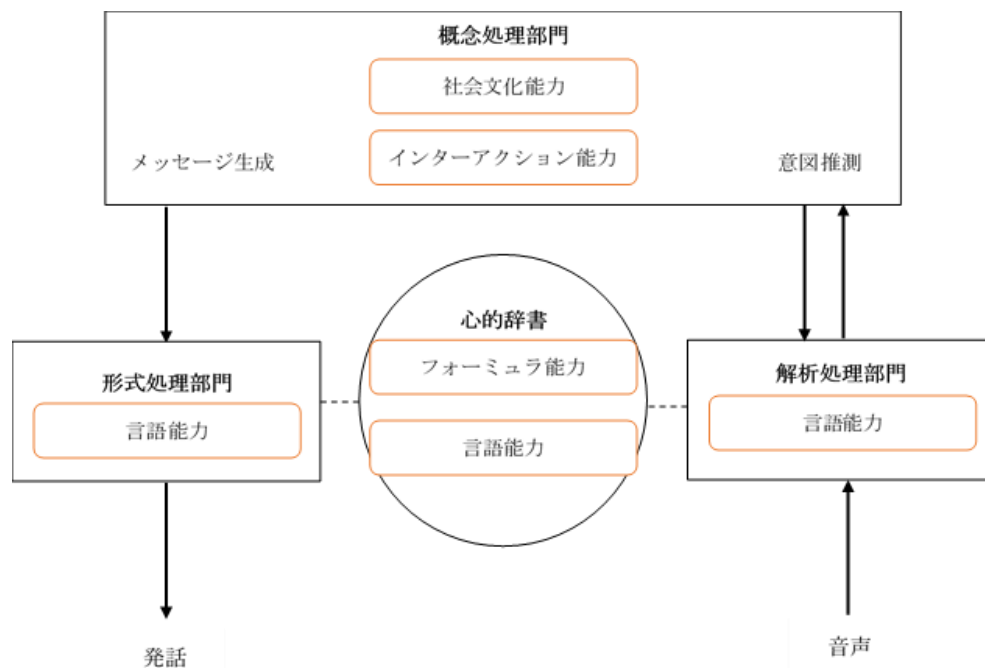 概念処理部門
社会文化能力
インターアクション能力
メッセージ生成
意図推測
心的辞書
フォーミュラ能力
言語能力
形式処理部門
言語能力
解析処理部門
言語能力
発話
音声